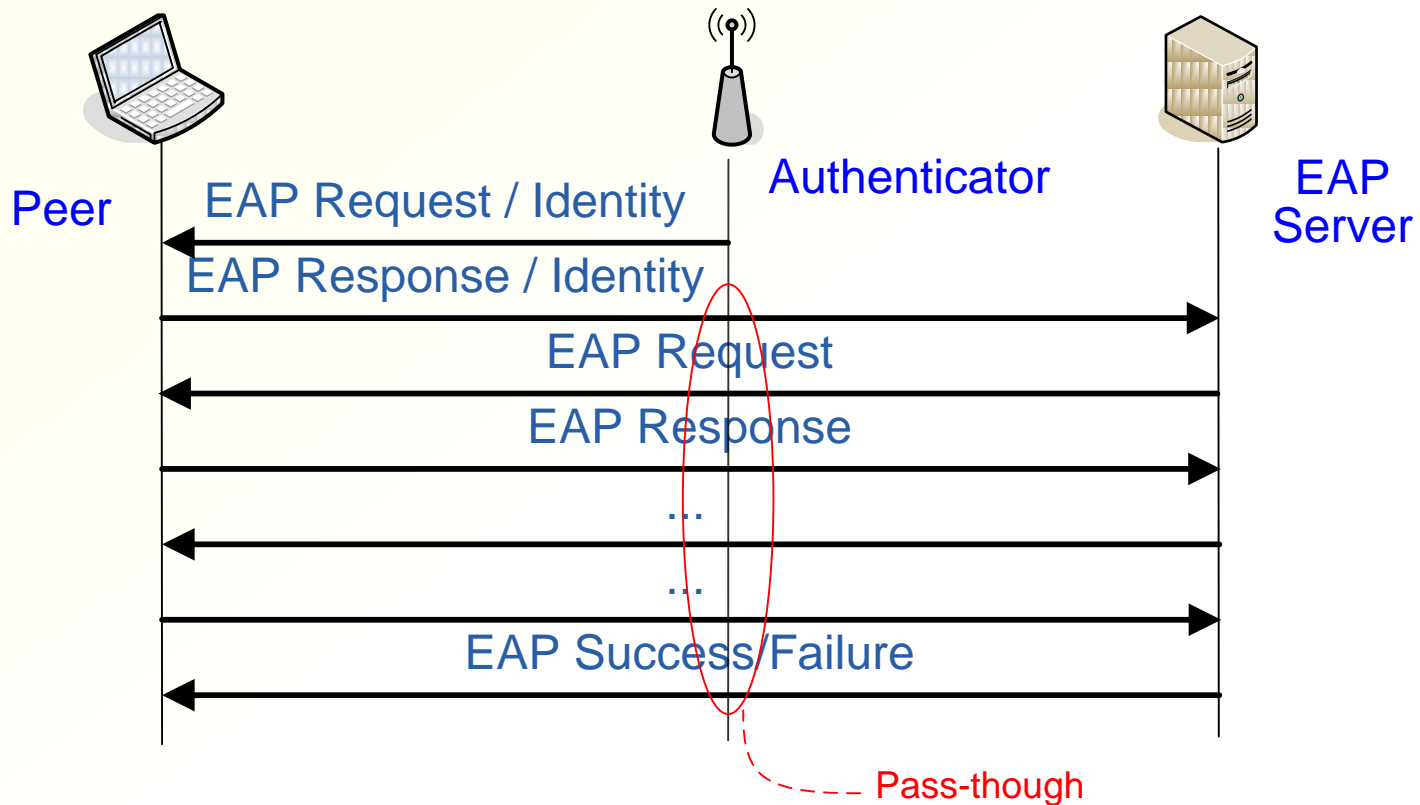 Authenticator
EAP
Server
Peer
EAP Request / Identity
EAP Response / Identity
EAP Request
EAP Response
...
...
EAP Success/Failure
Pass-though